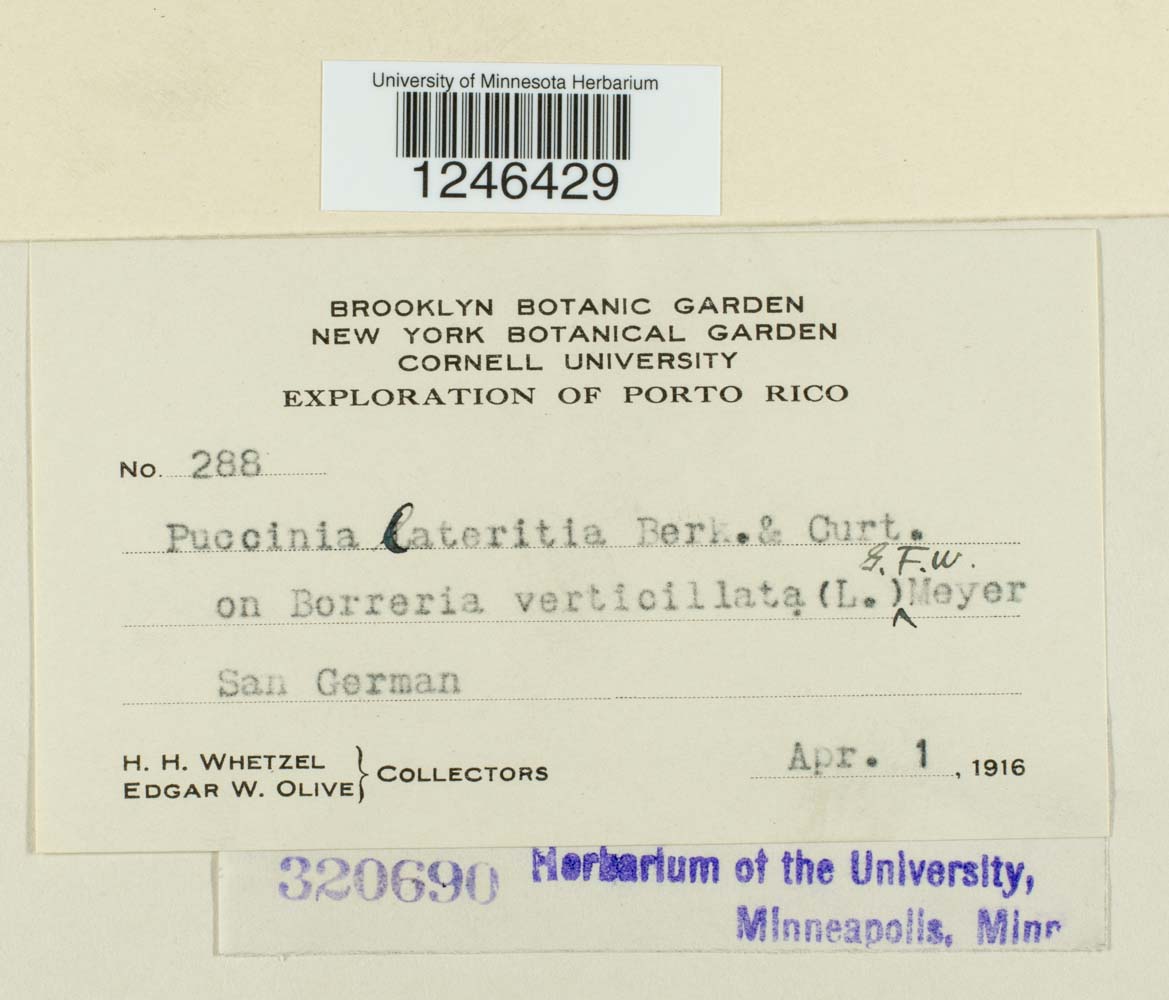 University of Minnesota Herbarium
1246429
BROOKLYN BOTANIC GARDEN
NEW YORK BOTANICAL GARDEN
CORNELL UNIVERSITY
EXPLORATION OF PORTO RICO
No. 288
Puccinia lateritia Berk. & Curt.
G.F.W.
on Borreria verticillata (L.) Meyer
San German
H. H. WHETZEL
EDGAR W. OLIVE } COLLECTORS
Apr. 1, 1916
320690 Herbarium of the University,
Minneapolis, Minn